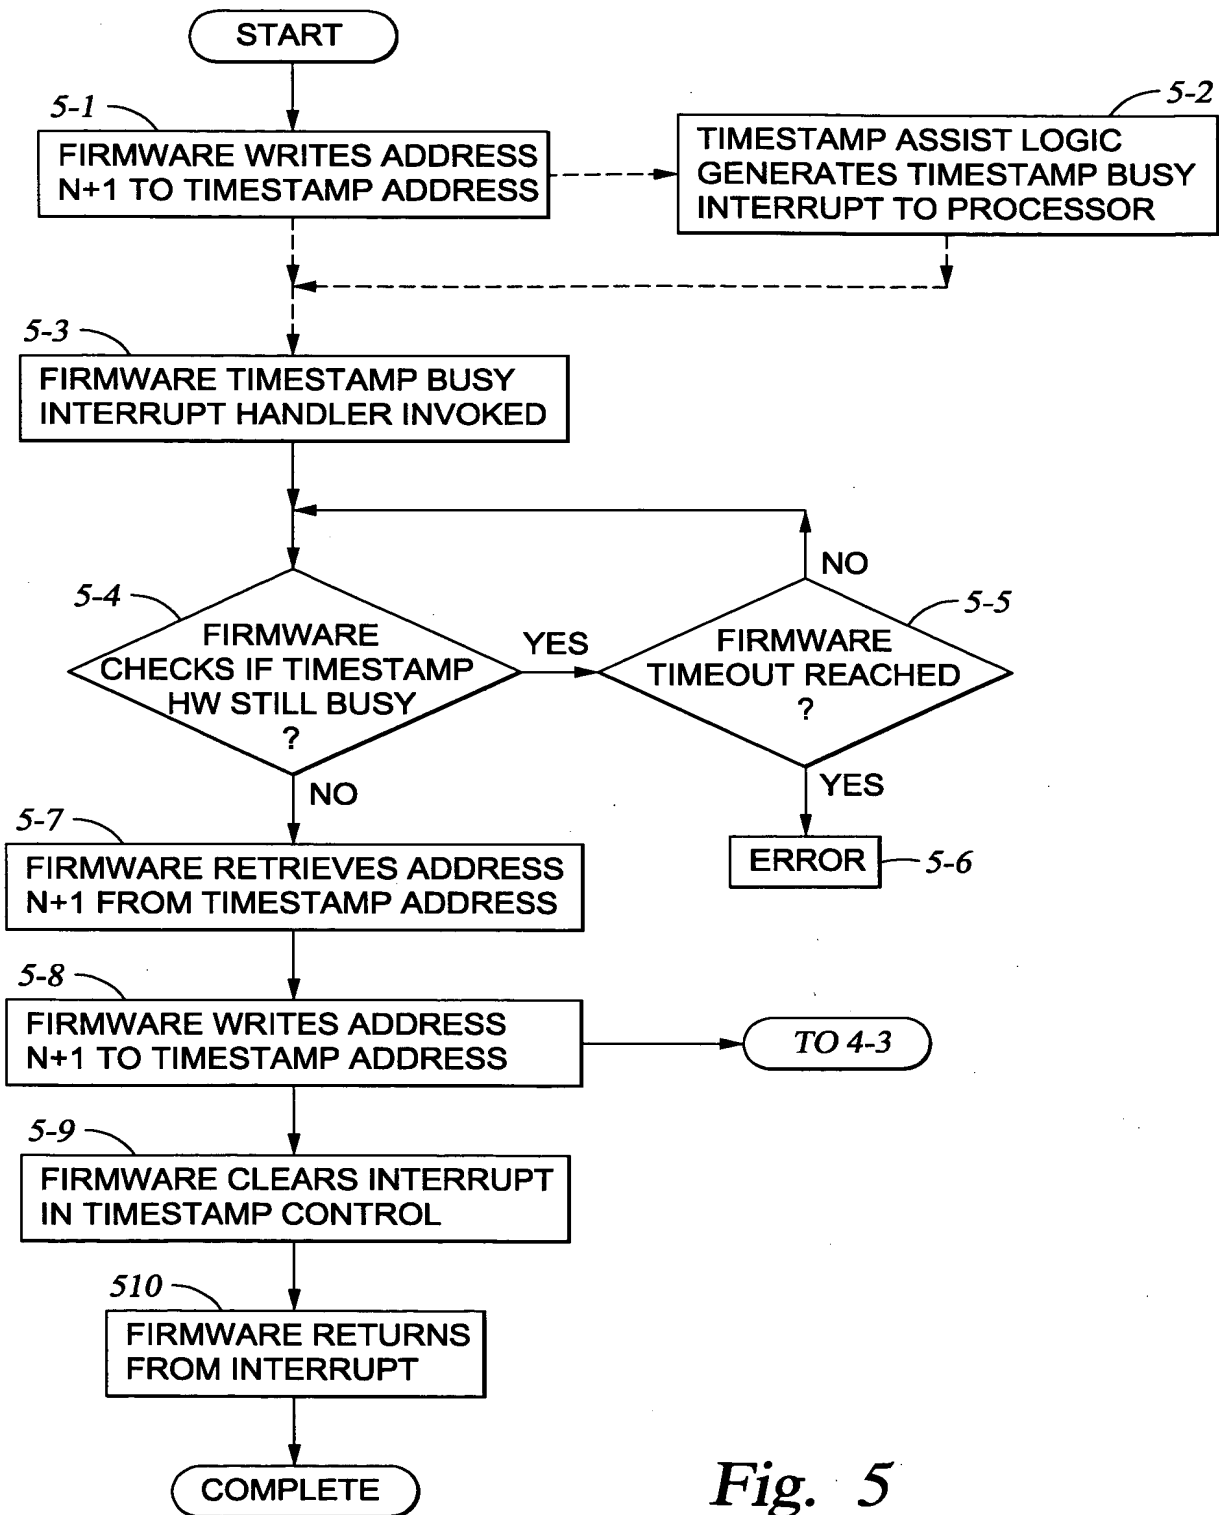 START
5-1
FIRMWARE WRITES ADDRESS
N+1 TO TIMESTAMP ADDRESS
5-2
TIMESTAMP ASSIST LOGIC
GENERATES TIMESTAMP BUSY
INTERRUPT TO PROCESSOR
5-3
FIRMWARE TIMESTAMP BUSY
INTERRUPT HANDLER INVOKED
5-4
FIRMWARE
CHECKS IF TIMESTAMP
HW STILL BUSY
?
YES
NO
5-5
FIRMWARE
TIMEOUT REACHED
?
NO
YES
ERROR
5-6
5-7
FIRMWARE RETRIEVES ADDRESS
N+1 FROM TIMESTAMP ADDRESS
5-8
FIRMWARE WRITES ADDRESS
N+1 TO TIMESTAMP ADDRESS
TO 4-3
5-9
FIRMWARE CLEARS INTERRUPT
IN TIMESTAMP CONTROL
510
FIRMWARE RETURNS
FROM INTERRUPT
COMPLETE
Fig. 5